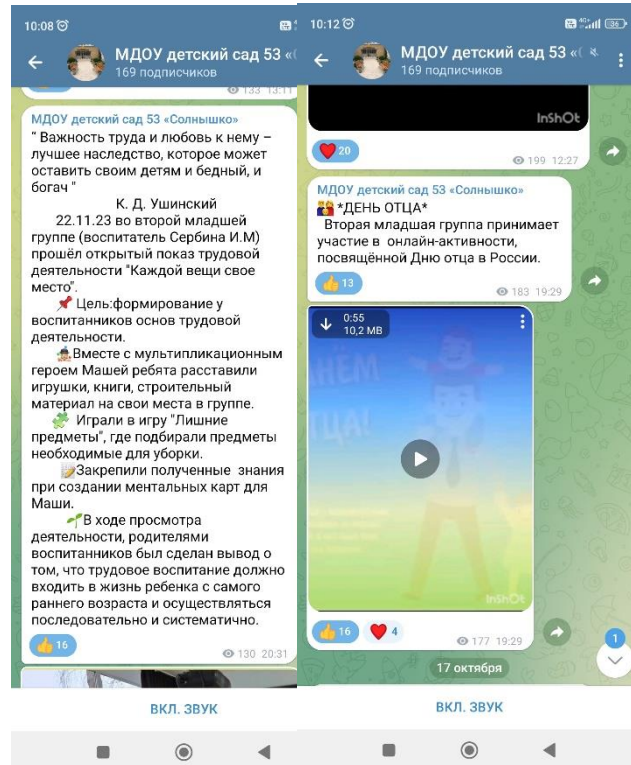 10:08
МДОУ детский сад 53 «(
169 подписчиков
133 13:11
МДОУ детский сад 53 «Солнышко»
" Важность труда и любовь к нему –
лучшее наследство, которое может
оставить своим детям и бедный, и
богач "
К. Д. Ушинский
22.11.23 во второй младшей
группе (воспитатель Сербина И.М)
прошёл открытый показ трудовой
деятельности "Каждой вещи свое
место".
📌 Цель:формирование у
воспитанников основ трудовой
деятельности.
Вместе с мультипликационным
героем Машей ребята расставили
игрушки, книги, строительный
материал на свои места в группе.
🧩 Играли в игру "Лишние
предметы", где подбирали предметы
необходимые для уборки.
📝Закрепили полученные знания
при создании ментальных карт для
Маши.
🌱В ходе просмотра
деятельности, родителями
воспитанников был сделан вывод о
том, что трудовое воспитание должно
входить в жизнь ребенка с самого
раннего возраста и осуществляться
последовательно и систематично.
👍 16
130 20:31
ВКЛ. ЗВУК
10:12
36
МДОУ детский сад 53 «(
169 подписчиков
InShOt
❤ 20
199 12:27
МДОУ детский сад 53 «Солнышко»
*ДЕНЬ ОТЦА*
Вторая младшая группа принимает
участие в онлайн-активности,
посвящённой Дню отца в России.
👍 13
183 19:29
0:55
10,2 MB
НЁМ
ТЦА!
InShOt
👍 16 ❤ 4
177 19:29
1
17 октября
ВКЛ. ЗВУК